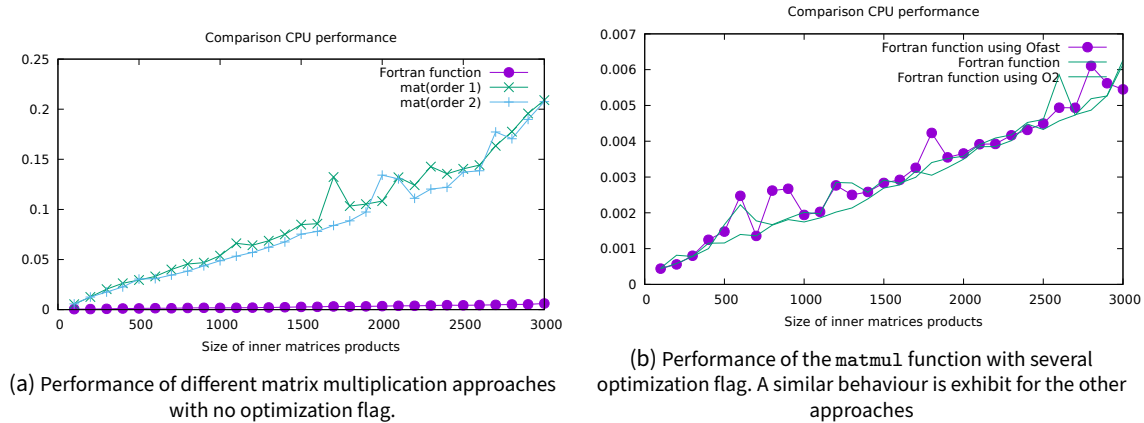 Comparison CPU performance
0.25
0.2
0.15
0.1
0.05
0
Fortran function
mat(order 1)
mat(order 2)
0 500 1000 1500 2000 2500 3000
Size of inner matrices products
(a) Performance of different matrix multiplication approaches
with no optimization flag.
Comparison CPU performance
0.007
0.006
0.005
0.004
0.003
0.002
0.001
0
Fortran function using Ofast
Fortran function
Fortran function using O2
0 500 1000 1500 2000 2500 3000
Size of inner matrices products
(b) Performance of the matmul function with several
optimization flag. A similar behaviour is exhibit for the other
approaches